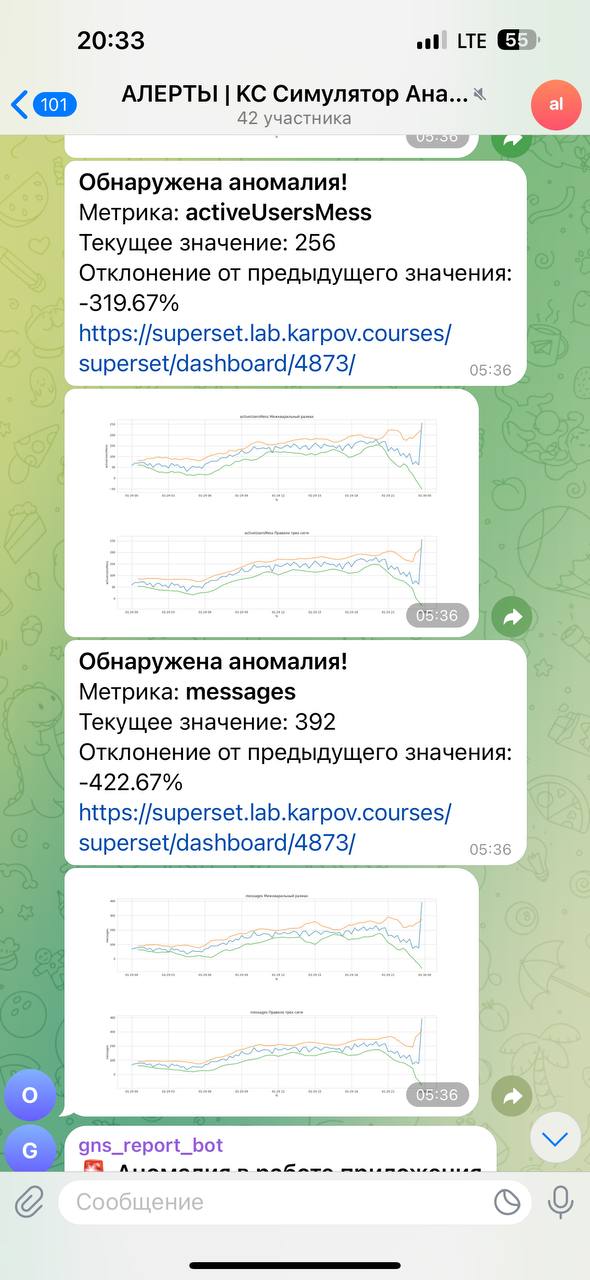 20:33
LTE
55
101
АЛЕРТЫ | КС Симулятор Ана...
42 участника
al
05:36
Обнаружена аномалия!
Метрика: activeUsersMess
Текущее значение: 256
Отклонение от предыдущего значения:
-319.67%
https://superset.lab.karpov.courses/
superset/dashboard/4873/
05:36
activeUsersMess Межквартильный размах
activeUsersMess Правило трех сигм
05:36
Обнаружена аномалия!
Метрика: messages
Текущее значение: 392
Отклонение от предыдущего значения:
-422.67%
https://superset.lab.karpov.courses/
superset/dashboard/4873/
05:36
messages Межквартильный размах
messages Правило трех сигм
05:36
O
G
gns_report_bot
Аномалия в работе приложения
Сообщение